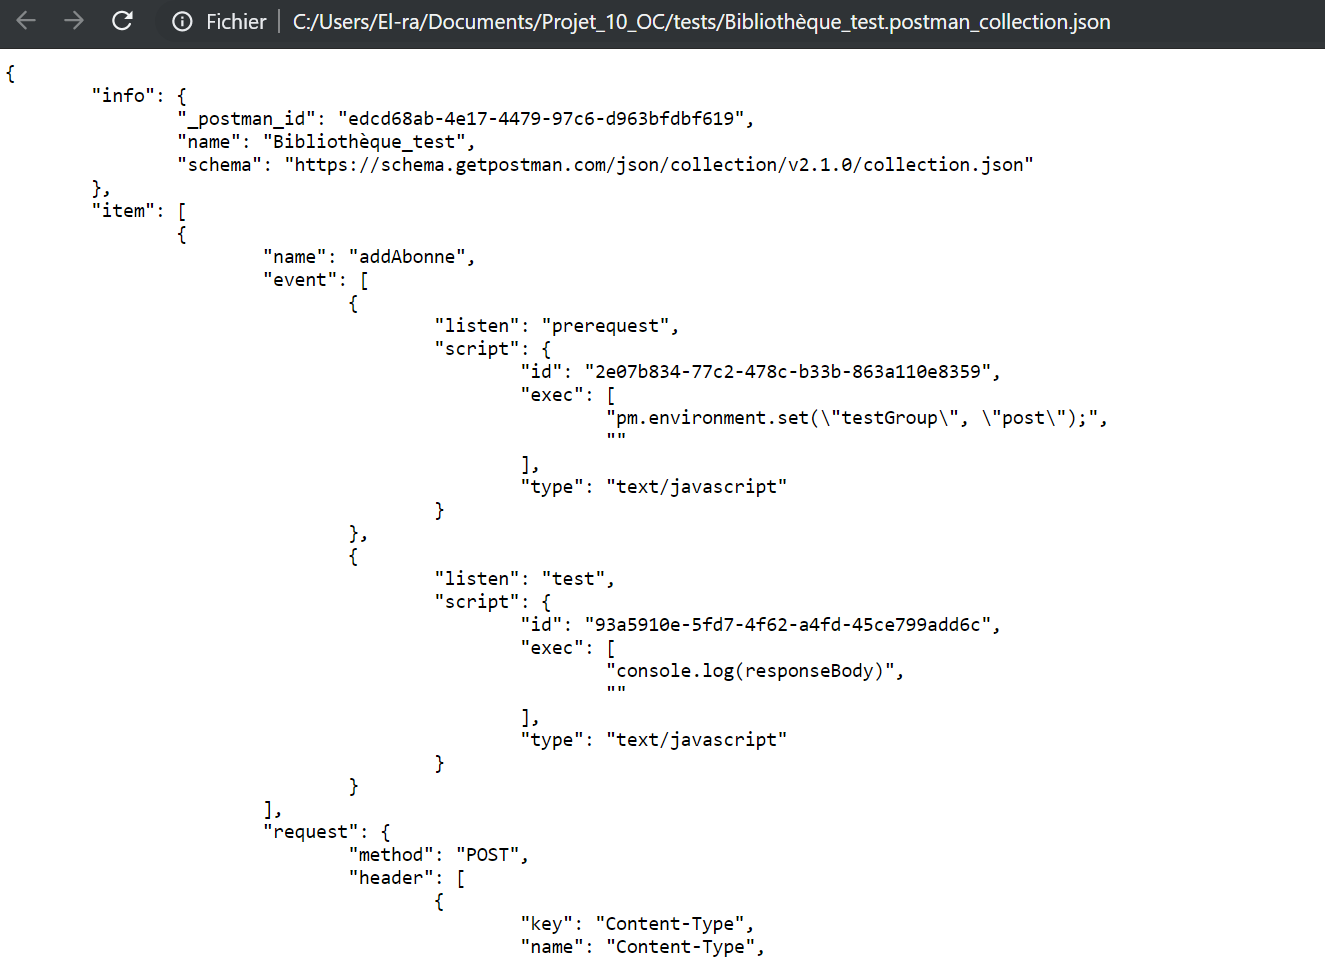 Fichier | C:/Users/El-ra/Documents/Projet_10_OC/tests/Bibliothèque_test.postman_collection.json
{
"info": {
"_postman_id": "edcd68ab-4e17-4479-97c6-d963bfdbf619",
"name": "Bibliothèque_test",
"schema": "https://schema.getpostman.com/json/collection/v2.1.0/collection.json"
},
"item": [
{
"name": "addAbonne",
"event": [
{
"listen": "prerequest",
"script": {
"id": "2e07b834-77c2-478c-b33b-863a110e8359",
"exec": [
"pm.environment.set(\"testGroup\", \"post\");",
""
],
"type": "text/javascript"
}
},
{
"listen": "test",
"script": {
"id": "93a5910e-5fd7-4f62-a4fd-45ce799add6c",
"exec": [
"console.log(responseBody)",
""
],
"type": "text/javascript"
}
}
],
"request": {
"method": "POST",
"header": [
{
"key": "Content-Type",
"name": "Content-Type",